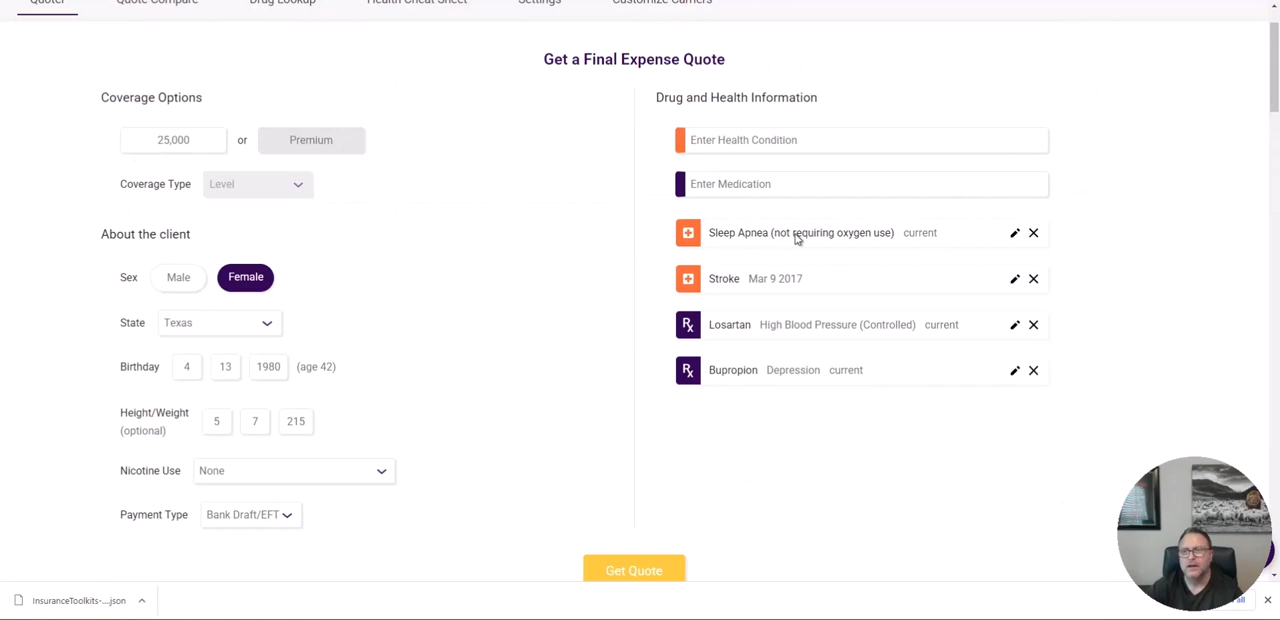 Quoter Quote Compare Drug Lookup Health Cheat Sheet Settings Customize Carriers
Get a Final Expense Quote
Coverage Options
25,000 or Premium
Coverage Type Level
About the client
Sex Male Female
State Texas
Birthday 4 13 1980 (age 42)
Height/Weight 5 7 215
(optional)
Nicotine Use None
Payment Type Bank Draft/EFT
Drug and Health Information
Enter Health Condition
Enter Medication
Sleep Apnea (not requiring oxygen use) current
Stroke Mar 9 2017
Rx Losartan High Blood Pressure (Controlled) current
Rx Bupropion Depression current
Get Quote
InsuranceToolkits-....json
all